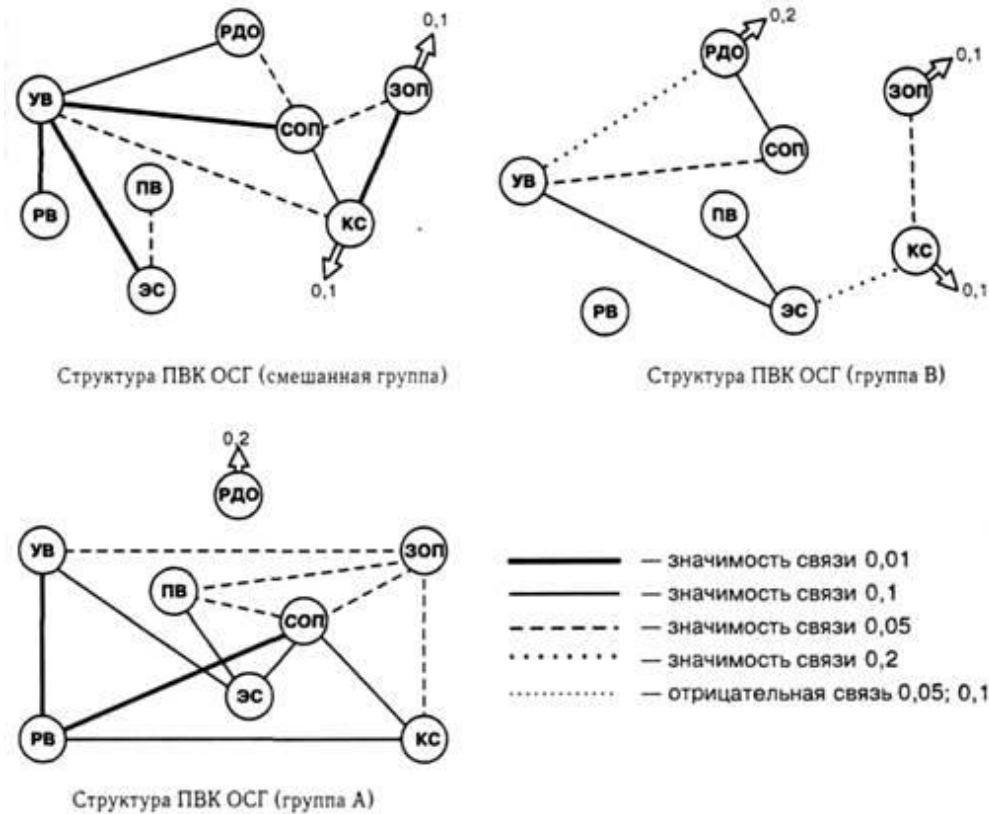 0,1
РДО
ЗОП
УВ
СОП
ПВ
РВ
КС
ЭС
0,1
Структура ПВК ОСГ (смешанная группа)
0,2
РДО
0,1
ЗОП
СОП
УВ
ПВ
КС
0,1
РВ
ЭС
Структура ПВК ОСГ (группа В)
0,2
РДО
УВ
ЗОП
ПВ
СОП
ЭС
РВ
КС
Структура ПВК ОСГ (группа А)
— значимость связи 0,01
— значимость связи 0,1
— значимость связи 0,05
— значимость связи 0,2
— отрицательная связь 0,05; 0,1